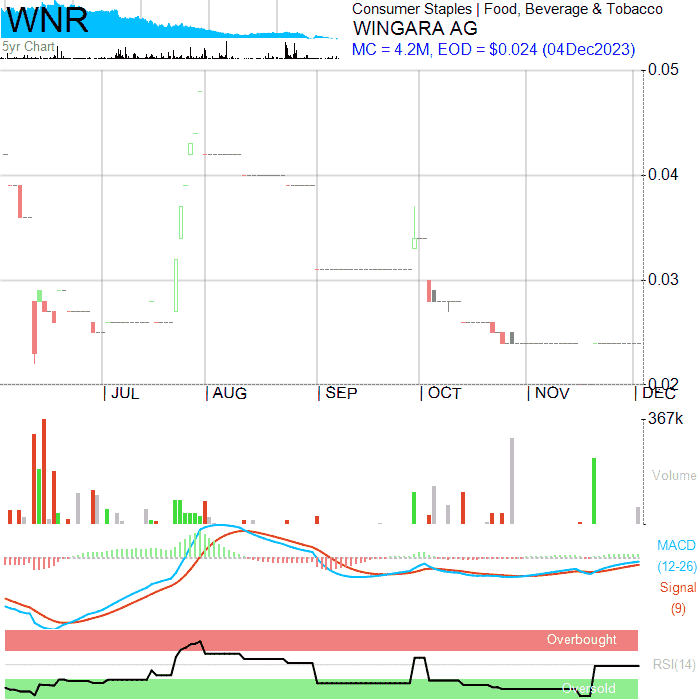 WNR
5yr Chart
Consumer Staples | Food, Beverage & Tobacco
WINGARA AG
MC = 4.2M, EOD = $0.024 (04Dec2023)
0.05
0.04
0.03
0.02
JUL AUG SEP OCT NOV DEC
367k
Volume
MACD
(12-26)
Signal
(9)
Overbought
RSI(14)
Oversold